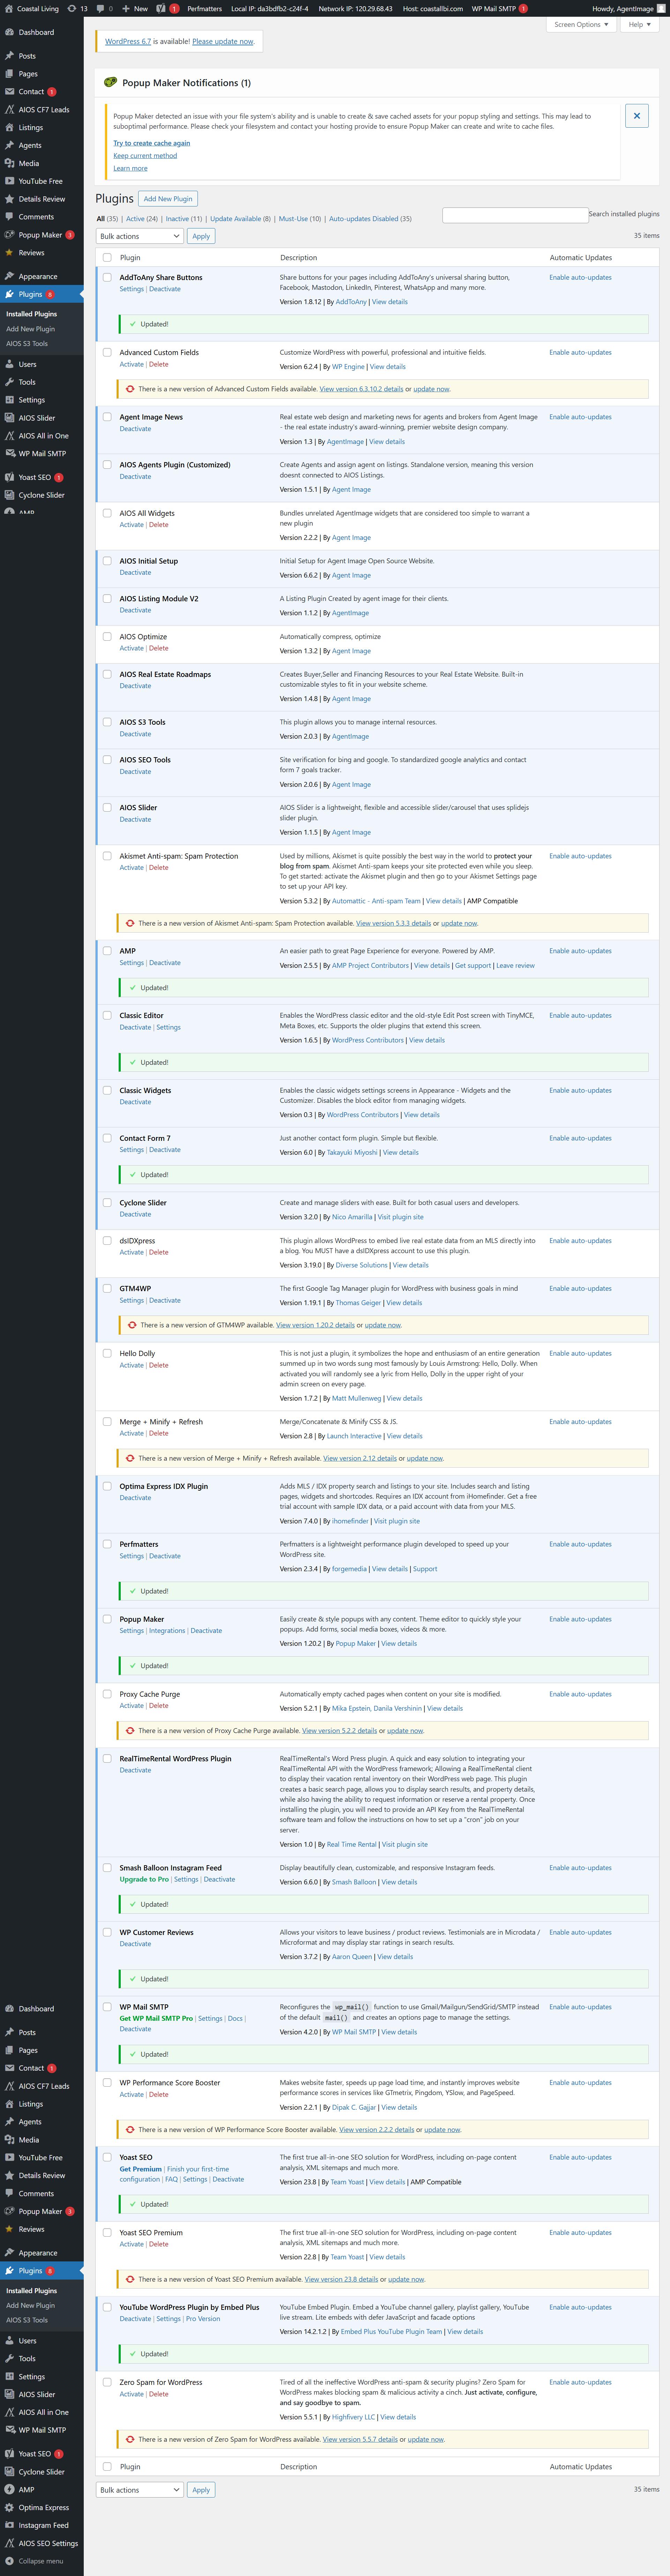 Coastal Living 13 0 New 1 Perfmatters Local IP: da3bdfb2-c24f-4 Network IP: 120.29.68.43 Host: coastallbi.com WP Mail SMTP 1 Howdy, AgentImage
Screen Options Help
Dashboard
Posts
Pages
Contact 1
AIOS CF7 Leads
Listings
Agents
Media
YouTube Free
Details Review
Comments
Popup Maker 3
Reviews
Appearance
Plugins 8
Installed Plugins
Add New Plugin
AIOS S3 Tools
Users
Tools
Settings
AIOS Slider
AIOS All in One
WP Mail SMTP
Yoast SEO 1
Cyclone Slider
AMP
WordPress 6.7 is available! Please update now.
Popup Maker Notifications (1)
Popup Maker detected an issue with your file system's ability and is unable to create & save cached assets for your popup styling and settings. This may lead to
suboptimal performance. Please check your filesystem and contact your hosting provide to ensure Popup Maker can create and write to cache files.
Try to create cache again
Keep current method
Learn more
Plugins Add New Plugin
All (35) | Active (24) | Inactive (11) | Update Available (8) | Must-Use (10) | Auto-updates Disabled (35)
Search installed plugins
Bulk actions Apply 35 items
Plugin Description Automatic Updates
AddToAny Share Buttons
Settings | Deactivate
Share buttons for your pages including AddToAny's universal sharing button,
Facebook, Mastodon, LinkedIn, Pinterest, WhatsApp and many more.
Version 1.8.12 | By AddToAny | View details
Enable auto-updates
Updated!
Advanced Custom Fields
Activate | Delete
Customize WordPress with powerful, professional and intuitive fields.
Version 6.2.4 | By WP Engine | View details
Enable auto-updates
There is a new version of Advanced Custom Fields available. View version 6.3.10.2 details or update now.
Agent Image News
Deactivate
Real estate web design and marketing news for agents and brokers from Agent Image
- the real estate industry's award-winning, premier website design company.
Version 1.3 | By AgentImage | View details
Enable auto-updates
AIOS Agents Plugin (Customized)
Deactivate
Create Agents and assign agent on listings. Standalone version, meaning this version
doesnt connected to AIOS Listings.
Version 1.5.1 | By Agent Image
AIOS All Widgets
Activate | Delete
Bundles unrelated AgentImage widgets that are considered too simple to warrant a
new plugin
Version 2.2.2 | By Agent Image
AIOS Initial Setup
Deactivate
Initial Setup for Agent Image Open Source Website.
Version 6.6.2 | By Agent Image
AIOS Listing Module V2
Deactivate
A Listing Plugin Created by agent image for their clients.
Version 1.1.2 | By AgentImage
AIOS Optimize
Activate | Delete
Automatically compress, optimize
Version 1.3.2 | By Agent Image
AIOS Real Estate Roadmaps
Deactivate
Creates Buyer,Seller and Financing Resources to your Real Estate Website. Built-in
customizable styles to fit in your website scheme.
Version 1.4.8 | By Agent Image
AIOS S3 Tools
Deactivate
This plugin allows you to manage internal resources.
Version 2.0.3 | By AgentImage
AIOS SEO Tools
Deactivate
Site verification for bing and google. To standardized google analytics and contact
form 7 goals tracker.
Version 2.0.6 | By Agent Image
AIOS Slider
Deactivate
AIOS Slider is a lightweight, flexible and accessible slider/carousel that uses splidejs
slider plugin.
Version 1.1.5 | By Agent Image
Akismet Anti-spam: Spam Protection
Activate | Delete
Used by millions, Akismet is quite possibly the best way in the world to protect your
blog from spam. Akismet Anti-spam keeps your site protected even while you sleep.
To get started: activate the Akismet plugin and then go to your Akismet Settings page
to set up your API key.
Version 5.3.2 | By Automattic - Anti-spam Team | View details | AMP Compatible
Enable auto-updates
There is a new version of Akismet Anti-spam: Spam Protection available. View version 5.3.3 details or update now.
AMP
Settings | Deactivate
An easier path to great Page Experience for everyone. Powered by AMP.
Version 2.5.5 | By AMP Project Contributors | View details | Get support | Leave review
Enable auto-updates
Updated!
Classic Editor
Deactivate | Settings
Enables the WordPress classic editor and the old-style Edit Post screen with TinyMCE,
Meta Boxes, etc. Supports the older plugins that extend this screen.
Version 1.6.5 | By WordPress Contributors | View details
Enable auto-updates
Updated!
Classic Widgets
Deactivate
Enables the classic widgets settings screens in Appearance - Widgets and the
Customizer. Disables the block editor from managing widgets.
Version 0.3 | By WordPress Contributors | View details
Enable auto-updates
Contact Form 7
Settings | Deactivate
Just another contact form plugin. Simple but flexible.
Version 6.0 | By Takayuki Miyoshi | View details
Enable auto-updates
Updated!
Cyclone Slider
Deactivate
Create and manage sliders with ease. Built for both casual users and developers.
Version 3.2.0 | By Nico Amarilla | Visit plugin site
Enable auto-updates
dsIDXpress
Activate | Delete
This plugin allows WordPress to embed live real estate data from an MLS directly into
a blog. You MUST have a dsIDXpress account to use this plugin.
Version 3.19.0 | By Diverse Solutions | View details
Enable auto-updates
GTM4WP
Settings | Deactivate
The first Google Tag Manager plugin for WordPress with business goals in mind
Version 1.19.1 | By Thomas Geiger | View details
Enable auto-updates
There is a new version of GTM4WP available. View version 1.20.2 details or update now.
Hello Dolly
Activate | Delete
This is not just a plugin, it symbolizes the hope and enthusiasm of an entire generation
summed up in two words sung most famously by Louis Armstrong: Hello, Dolly. When
activated you will randomly see a lyric from Hello, Dolly in the upper right of your
admin screen on every page.
Version 1.7.2 | By Matt Mullenweg | View details
Enable auto-updates
Merge + Minify + Refresh
Activate | Delete
Merge/Concatenate & Minify CSS & JS.
Version 2.8 | By Launch Interactive | View details
Enable auto-updates
There is a new version of Merge + Minify + Refresh available. View version 2.12 details or update now.
Optima Express IDX Plugin
Deactivate
Adds MLS / IDX property search and listings to your site. Includes search and listing
pages, widgets and shortcodes. Requires an IDX account from iHomefinder. Get a free
trial account with sample IDX data, or a paid account with data from your MLS.
Version 7.4.0 | By ihomefinder | Visit plugin site
Enable auto-updates
Perfmatters
Settings | Deactivate
Perfmatters is a lightweight performance plugin developed to speed up your
WordPress site.
Version 2.3.4 | By forgemedia | View details | Support
Enable auto-updates
Updated!
Popup Maker
Settings | Integrations | Deactivate
Easily create & style popups with any content. Theme editor to quickly style your
popups. Add forms, social media boxes, videos & more.
Version 1.20.2 | By Popup Maker | View details
Enable auto-updates
Updated!
Proxy Cache Purge
Activate | Delete
Automatically empty cached pages when content on your site is modified.
Version 5.2.1 | By Mika Epstein, Danila Vershinin | View details
Enable auto-updates
There is a new version of Proxy Cache Purge available. View version 5.2.2 details or update now.
RealTimeRental WordPress Plugin
Deactivate
RealTimeRental's Word Press plugin. A quick and easy solution to integrating your
RealTimeRental API with the WordPress framework; Allowing a RealTimeRental client
to display their vacation rental inventory on their WordPress web page. This plugin
creates a basic search page, allows you to display search results, and property details,
while also having the ability to request information or reserve a rental property. Once
installing the plugin, you will need to provide an API Key from the RealTimeRental
software team and follow the instructions on how to set up a "cron" job on your
server.
Version 1.0 | By Real Time Rental | Visit plugin site
Smash Balloon Instagram Feed
Upgrade to Pro | Settings | Deactivate
Display beautifully clean, customizable, and responsive Instagram feeds.
Version 6.6.0 | By Smash Balloon | View details
Enable auto-updates
Updated!
WP Customer Reviews
Deactivate
Allows your visitors to leave business / product reviews. Testimonials are in Microdata /
Microformat and may display star ratings in search results.
Version 3.7.2 | By Aaron Queen | View details
Enable auto-updates
Updated!
Dashboard
Posts
Pages
Contact 1
AIOS CF7 Leads
Listings
Agents
Media
YouTube Free
Details Review
Comments
Popup Maker 3
Reviews
Appearance
Plugins 8
Installed Plugins
Add New Plugin
AIOS S3 Tools
Users
Tools
Settings
AIOS Slider
AIOS All in One
WP Mail SMTP
Yoast SEO 1
Cyclone Slider
AMP
Optima Express
Instagram Feed
AIOS SEO Settings
Collapse menu
WP Mail SMTP
Get WP Mail SMTP Pro | Settings | Docs |
Deactivate
Reconfigures the wp_mail() function to use Gmail/Mailgun/SendGrid/SMTP instead
of the default mail() and creates an options page to manage the settings.
Version 4.2.0 | By WP Mail SMTP | View details
Enable auto-updates
Updated!
WP Performance Score Booster
Activate | Delete
Makes website faster, speeds up page load time, and instantly improves website
performance scores in services like GTmetrix, Pingdom, YSlow, and PageSpeed.
Version 2.2.1 | By Dipak C. Gajjar | View details
Enable auto-updates
There is a new version of WP Performance Score Booster available. View version 2.2.2 details or update now.
Yoast SEO
Get Premium | Finish your first-time
configuration | FAQ | Settings | Deactivate
The first true all-in-one SEO solution for WordPress, including on-page content
analysis, XML sitemaps and much more.
Version 23.8 | By Team Yoast | View details | AMP Compatible
Enable auto-updates
Updated!
Yoast SEO Premium
Activate | Delete
The first true all-in-one SEO solution for WordPress, including on-page content
analysis, XML sitemaps and much more.
Version 22.8 | By Team Yoast | View details
Enable auto-updates
There is a new version of Yoast SEO Premium available. View version 23.8 details or update now.
YouTube WordPress Plugin by Embed Plus
Deactivate | Settings | Pro Version
YouTube Embed Plugin. Embed a YouTube channel gallery, playlist gallery, YouTube
live stream. Lite embeds with defer JavaScript and facade options
Version 14.2.1.2 | By Embed Plus YouTube Plugin Team | View details
Enable auto-updates
Updated!
Zero Spam for WordPress
Activate | Delete
Tired of all the ineffective WordPress anti-spam & security plugins? Zero Spam for
WordPress makes blocking spam & malicious activity a cinch. Just activate, configure,
and say goodbye to spam.
Version 5.5.1 | By Highfivery LLC | View details
Enable auto-updates
There is a new version of Zero Spam for WordPress available. View version 5.5.7 details or update now.
Plugin Description Automatic Updates
Bulk actions Apply 35 items